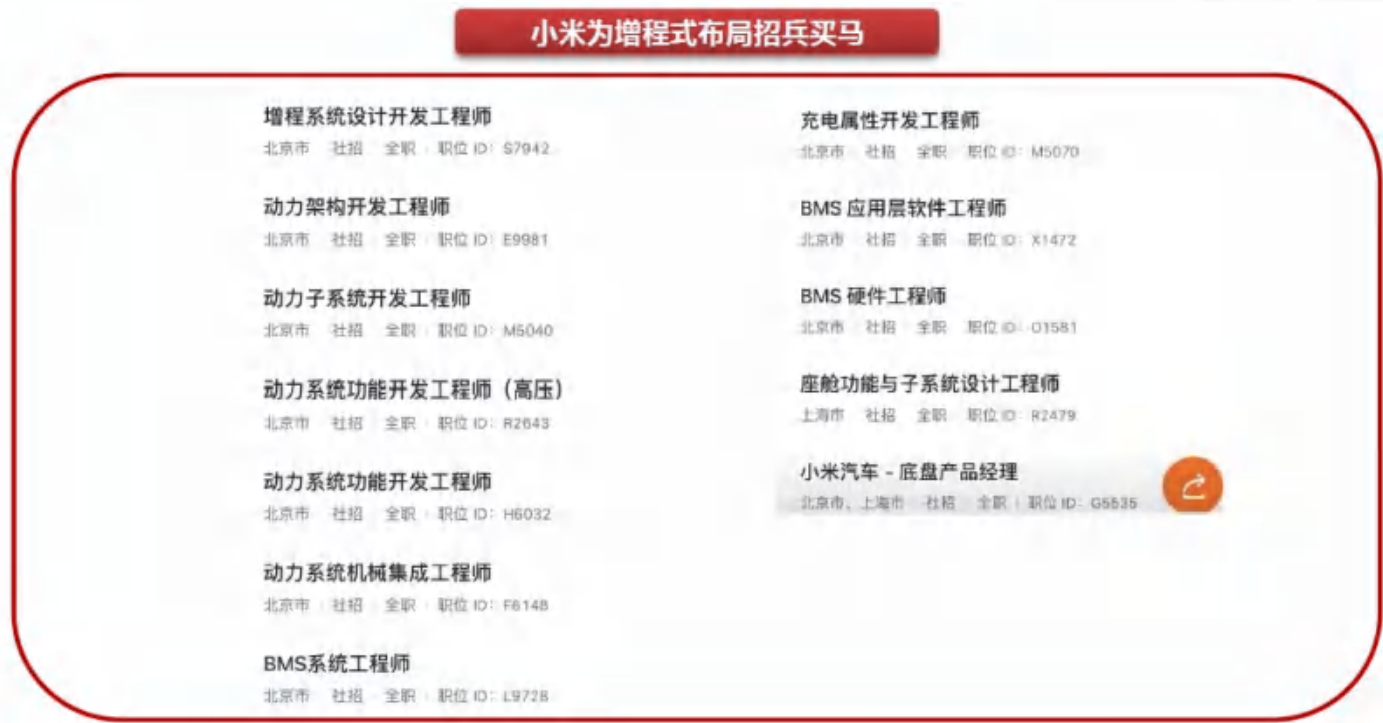 小米为增程式布局招兵买马
增程系统设计开发工程师
北京市 社招 全职 职位 ID: S7942
动力架构开发工程师
北京市 社招 全职 职位 ID: E9981
动力子系统开发工程师
北京市 社招 全职 职位 ID: M5040
动力系统功能开发工程师（高压）
北京市 社招 全职 职位 ID: R2643
动力系统功能开发工程师
北京市 社招 全职 职位 ID: H6032
动力系统机械集成工程师
北京市 社招 全职 职位 ID: F6148
BMS系统工程师
北京市 社招 全职 职位 ID: L9728
充电属性开发工程师
北京市 社招 全职 职位 ID: M5070
BMS 应用层软件工程师
北京市 社招 全职 职位 ID: X1472
BMS 硬件工程师
北京市 社招 全职 职位 ID: O1581
座舱功能与子系统设计工程师
上海市 社招 全职 职位 ID: R2479
小米汽车 - 底盘产品经理
北京市、上海市 社招 全职 职位 ID: G5535